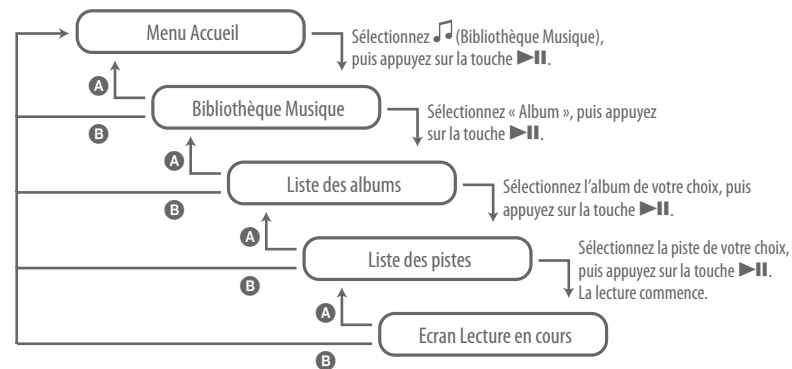 Menu Accueil
Sélectionnez ♫ (Bibliothèque Musique),
puis appuyez sur la touche ►II.
A
Bibliothèque Musique
B
Sélectionnez « Album », puis appuyez
sur la touche ►II.
A
Liste des albums
B
Sélectionnez l'album de votre choix, puis
appuyez sur la touche ►II.
A
Liste des pistes
B
Sélectionnez la piste de votre choix,
puis appuyez sur la touche ►II.
La lecture commence.
A
Ecran Lecture en cours
B